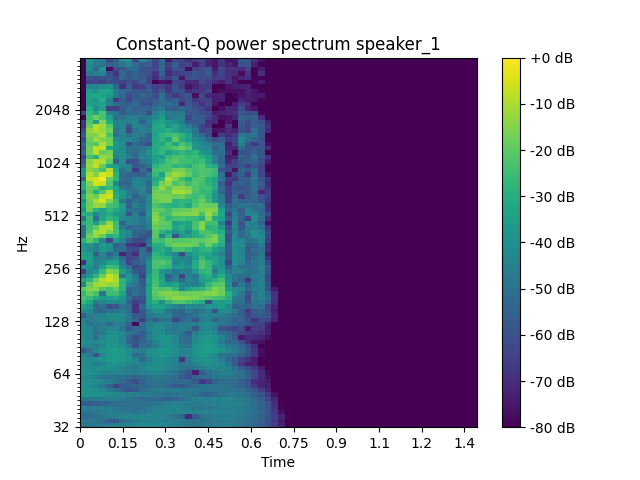 Constant-Q power spectrum speaker_1
Hz
2048
1024
512
256
128
64
32
0 0.15 0.3 0.45 0.6 0.75 0.9 1.1 1.2 1.4
Time
+0 dB
-10 dB
-20 dB
-30 dB
-40 dB
-50 dB
-60 dB
-70 dB
-80 dB